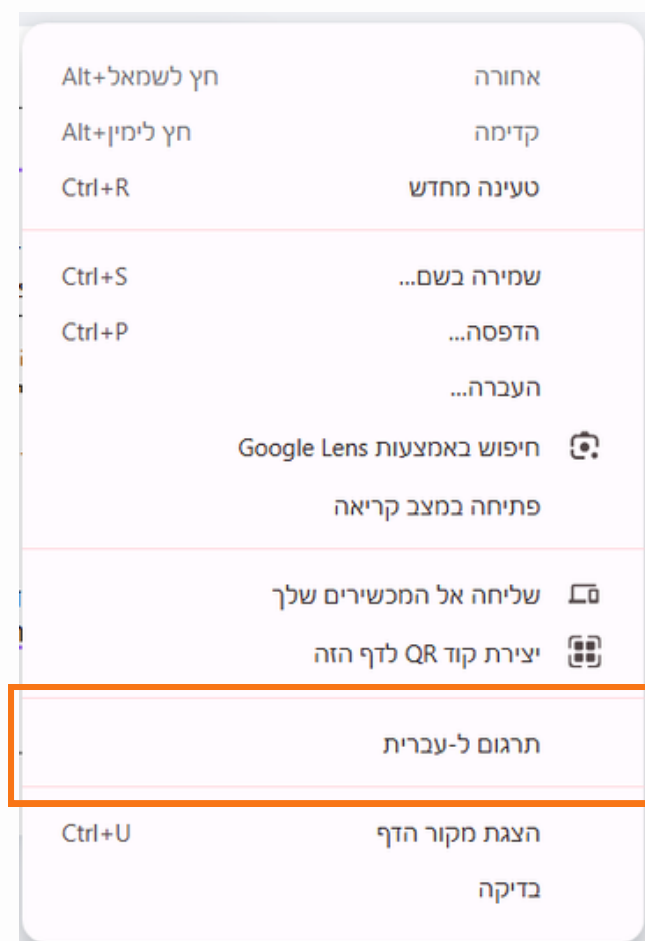 אחורה Alt+חץ לשמאל
קדימה Alt+חץ לימין
טעינה מחדש Ctrl+R
שמירה בשם... Ctrl+S
הדפסה... Ctrl+P
העברה...
חיפוש באמצעות Google Lens
פתיחה במצב קריאה
שליחה אל המכשירים שלך
יצירת קוד QR לדף הזה
תרגום ל-עברית
הצגת מקור הדף Ctrl+U
בדיקה